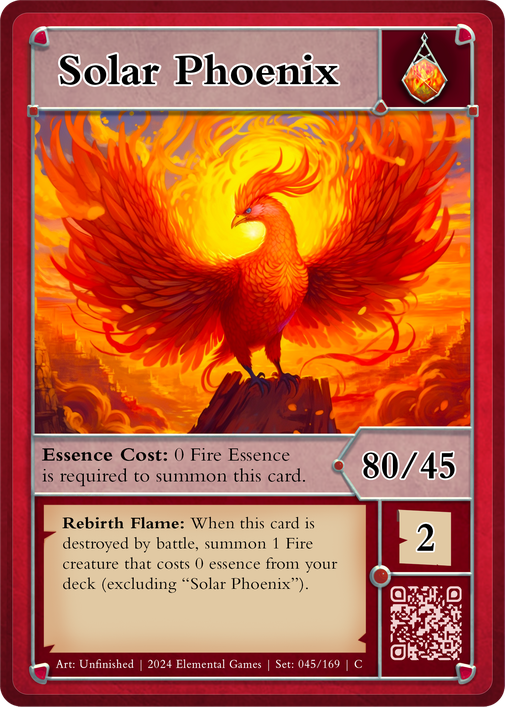 Solar Phoenix
Essence Cost: 0 Fire Essence
is required to summon this card.
80/45
Rebirth Flame: When this card is
destroyed by battle, summon 1 Fire
creature that costs 0 essence from your
deck (excluding “Solar Phoenix”).
2
Art: Unfinished | 2024 Elemental Games | Set: 045/169 | C